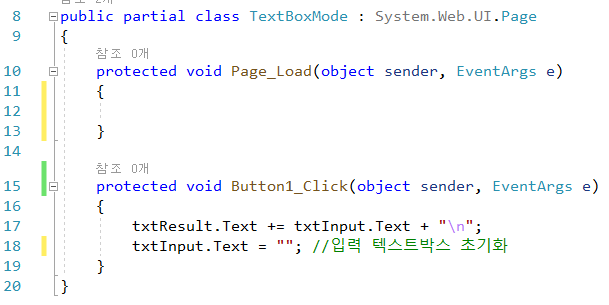 참조 2개
8 public partial class TextBoxMode : System.Web.UI.Page
9 {
참조 0개
10 protected void Page_Load(object sender, EventArgs e)
11 {
12
13 }
14
참조 0개
15 protected void Button1_Click(object sender, EventArgs e)
16 {
17 txtResult.Text += txtInput.Text + "\n";
18 txtInput.Text = ""; //입력 텍스트박스 초기화
19 }
20 }